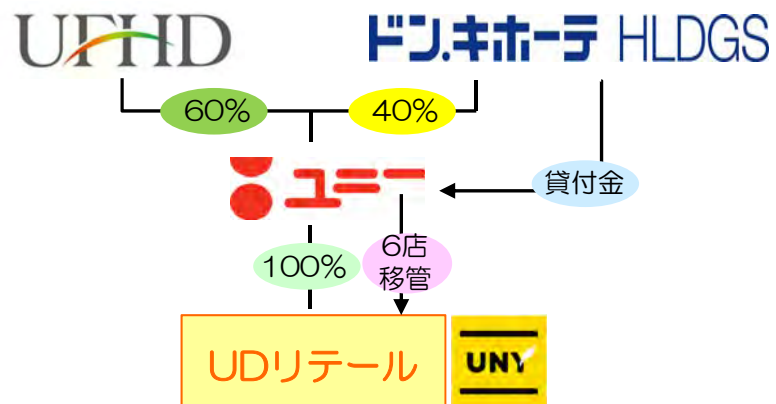 UFHD
ドン.キホーテ HLDGS
60%
40%
ユニー
貸付金
100%
6店
移管
UDリテール
UNY